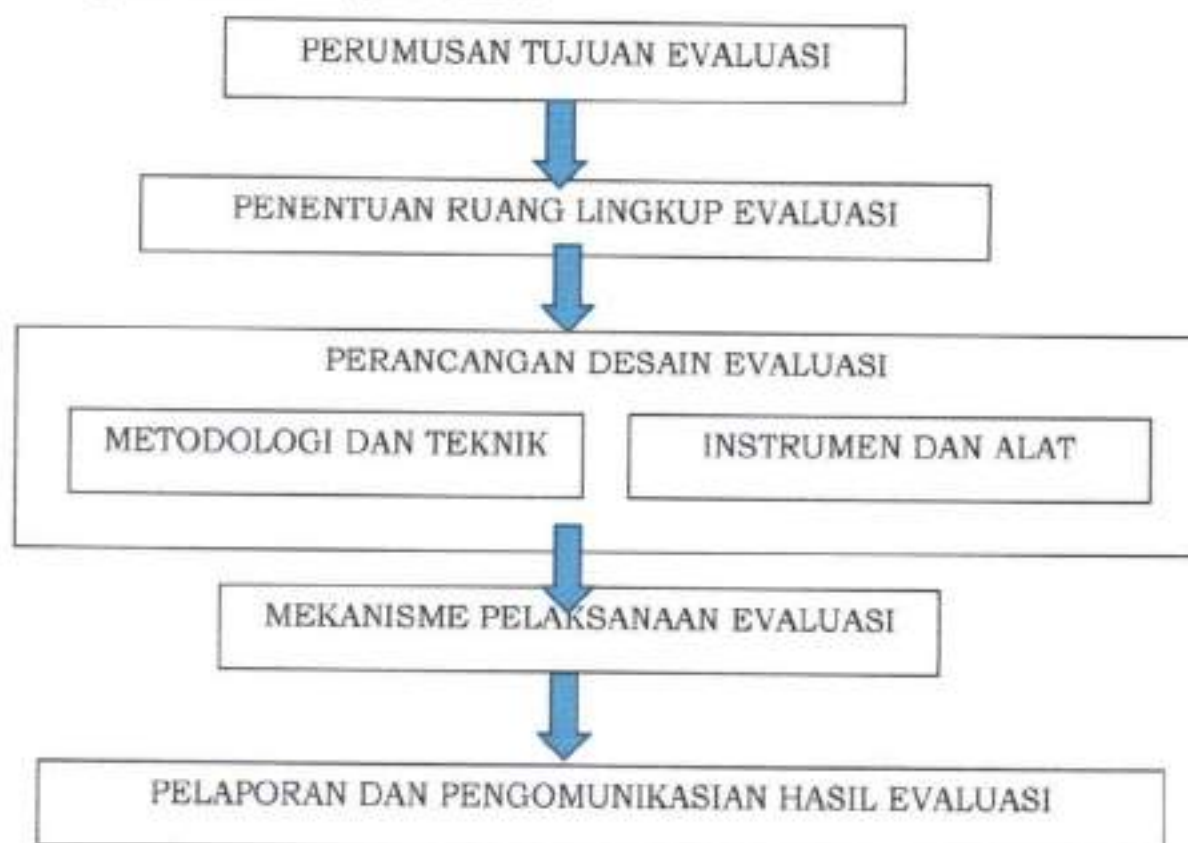 PERUMUSAN TUJUAN EVALUASI
PENENTUAN RUANG LINGKUP EVALUASI
PERANCANGAN DESAIN EVALUASI
METODOLOGI DAN TEKNIK
INSTRUMEN DAN ALAT
MEKANISME PELAKSANAAN EVALUASI
PELAPORAN DAN PENGOMUNIKASIAN HASIL EVALUASI